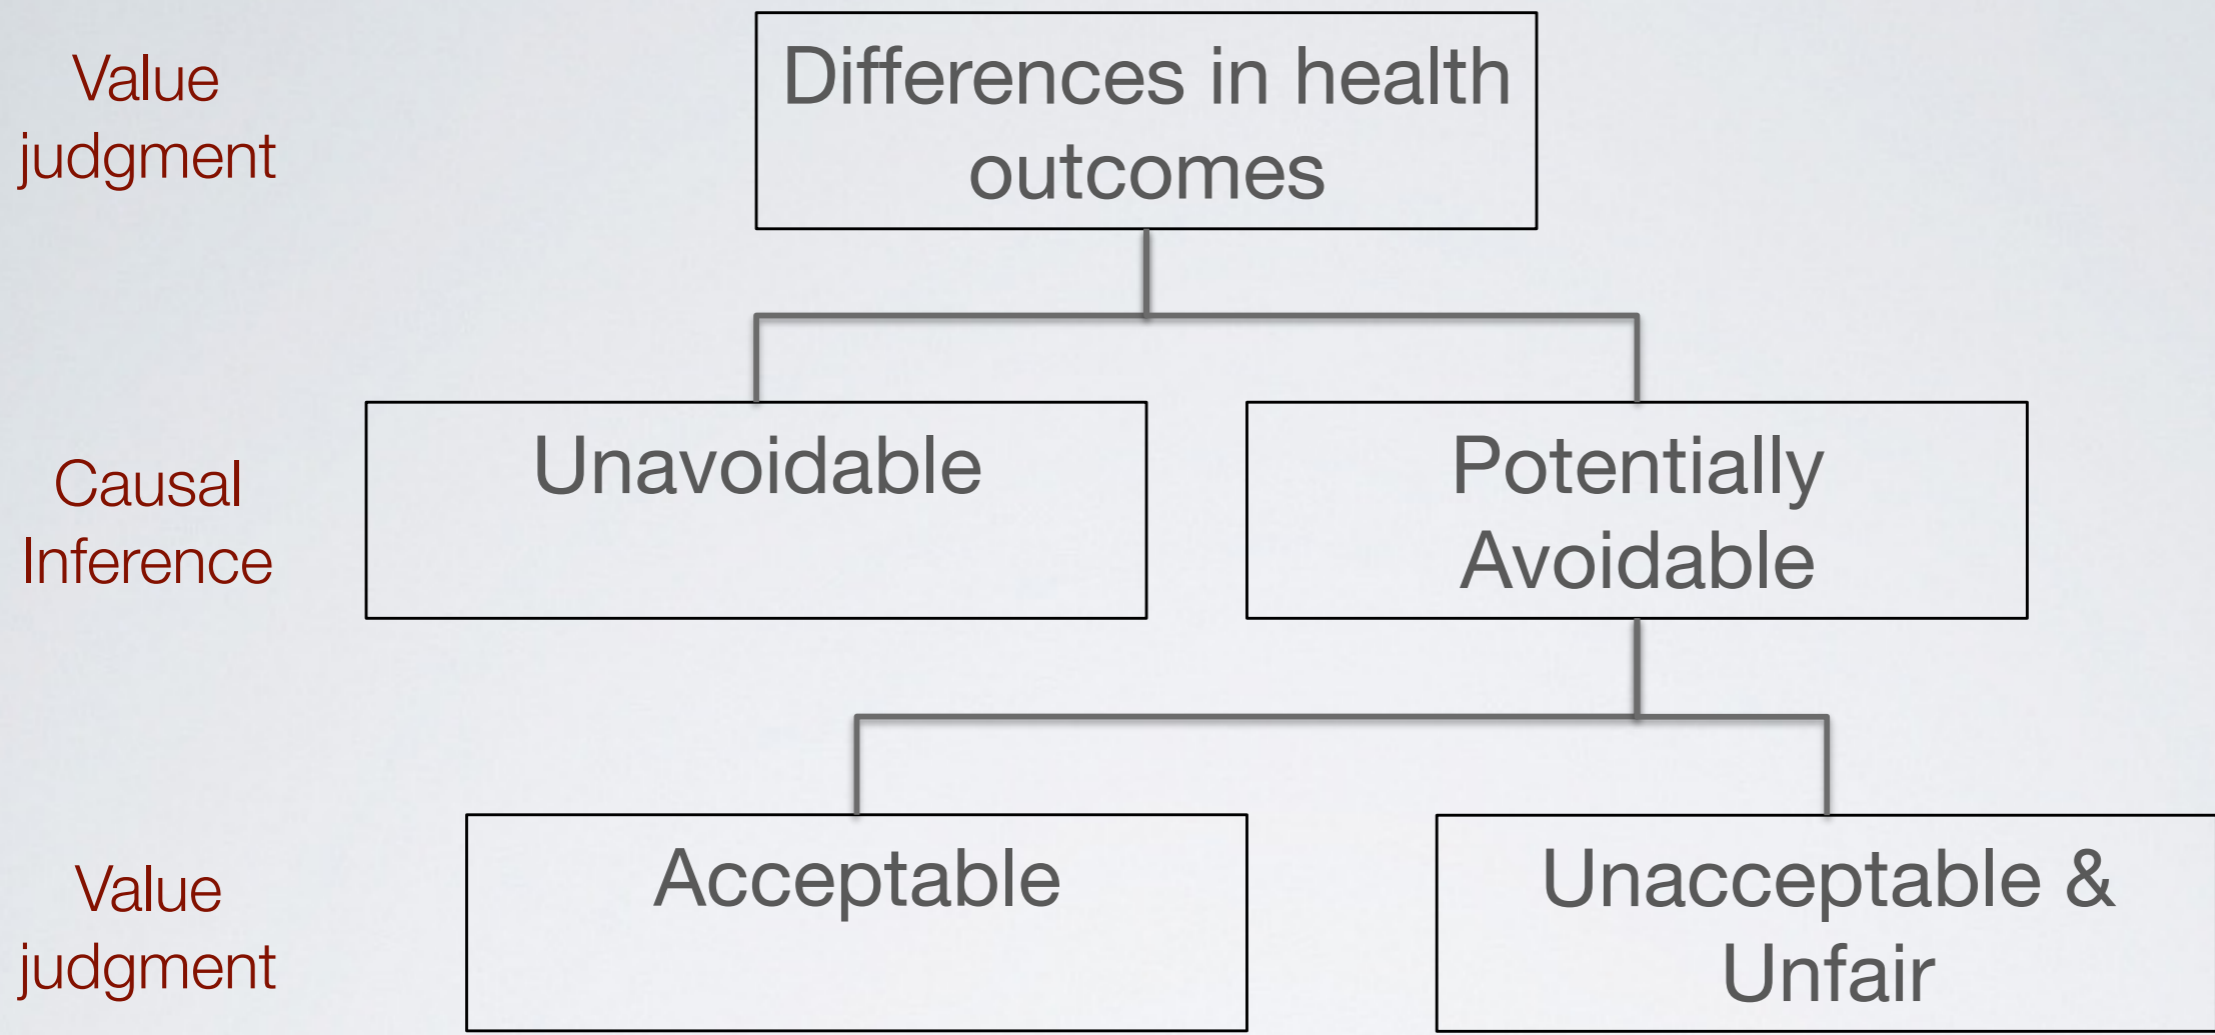 Value
judgment
Differences in health
outcomes
Causal
Inference
Unavoidable
Potentially
Avoidable
Value
judgment
Acceptable
Unacceptable &
Unfair